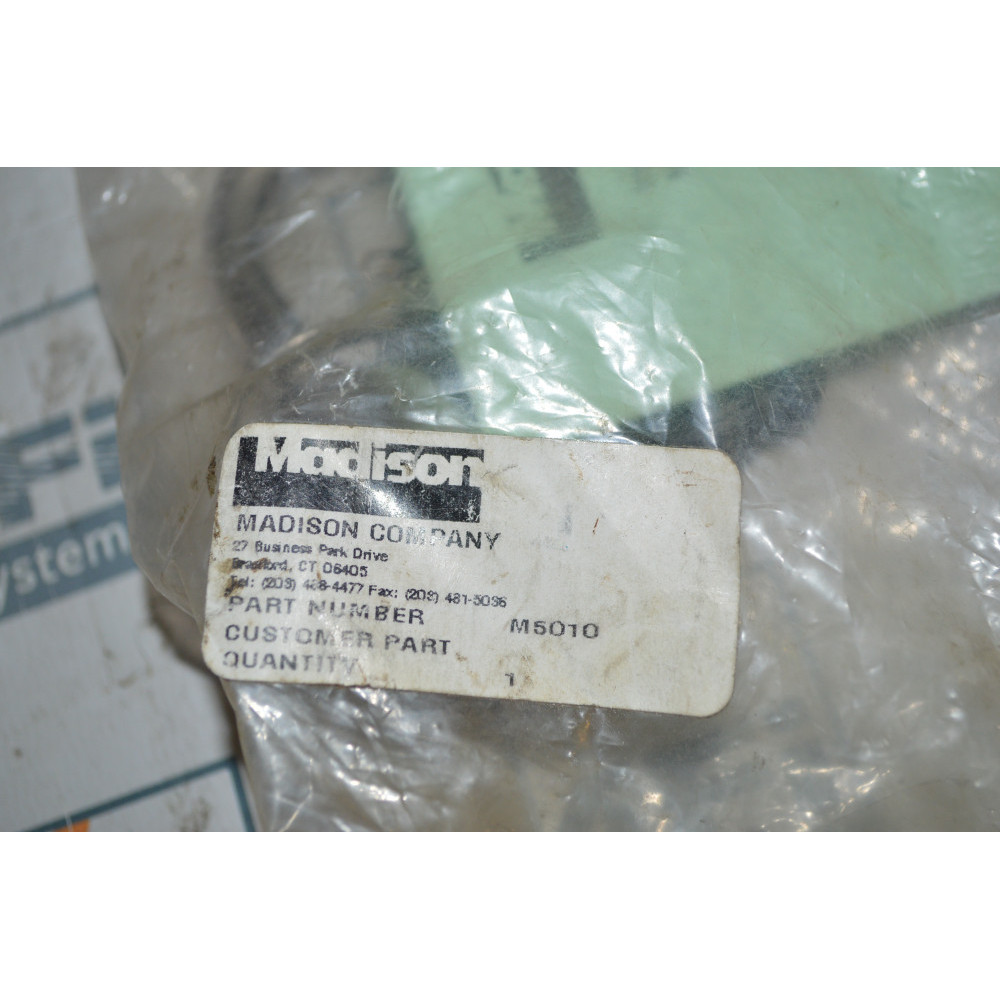 Madison
MADISON COMPANY
27 Business Park Drive
Branford, CT 06405
Tel: (203) 488-4477 Fax: (203) 481-5036
PART NUMBER M5010
CUSTOMER PART
QUANTITY 1
ystem